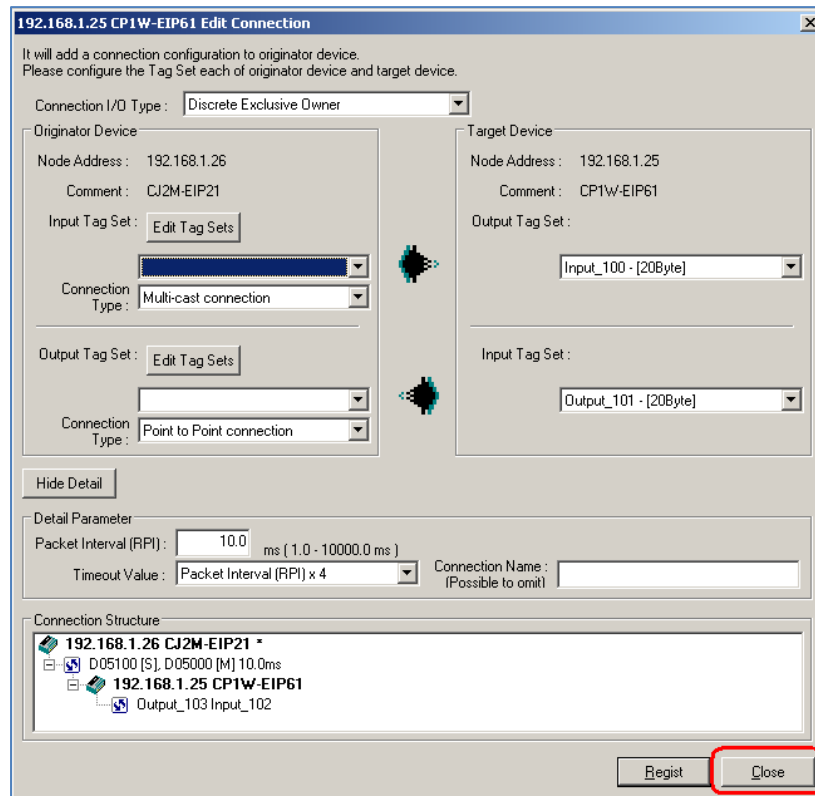 192.168.1.25 CP1W-EIP61 Edit Connection
It will add a connection configuration to originator device.
Please configure the Tag Set each of originator device and target device.
Connection I/O Type : Discrete Exclusive Owner
Originator Device
Node Address : 192.168.1.26
Comment : CJ2M-EIP21
Input Tag Set : Edit Tag Sets
Connection Type : Multi-cast connection
Output Tag Set : Edit Tag Sets
Connection Type : Point to Point connection
Target Device
Node Address : 192.168.1.25
Comment : CP1W-EIP61
Output Tag Set :
Input_100 - [20Byte]
Input Tag Set :
Output_101 - [20Byte]
Hide Detail
Detail Parameter
Packet Interval (RPI) : 10.0 ms ( 1.0 - 10000.0 ms )
Timeout Value : Packet Interval (RPI) x 4
Connection Name :
(Possible to omit)
Connection Structure
192.168.1.26 CJ2M-EIP21 *
D05100 [S], D05000 [M] 10.0ms
192.168.1.25 CP1W-EIP61
Output_103 Input_102
Regist
Close